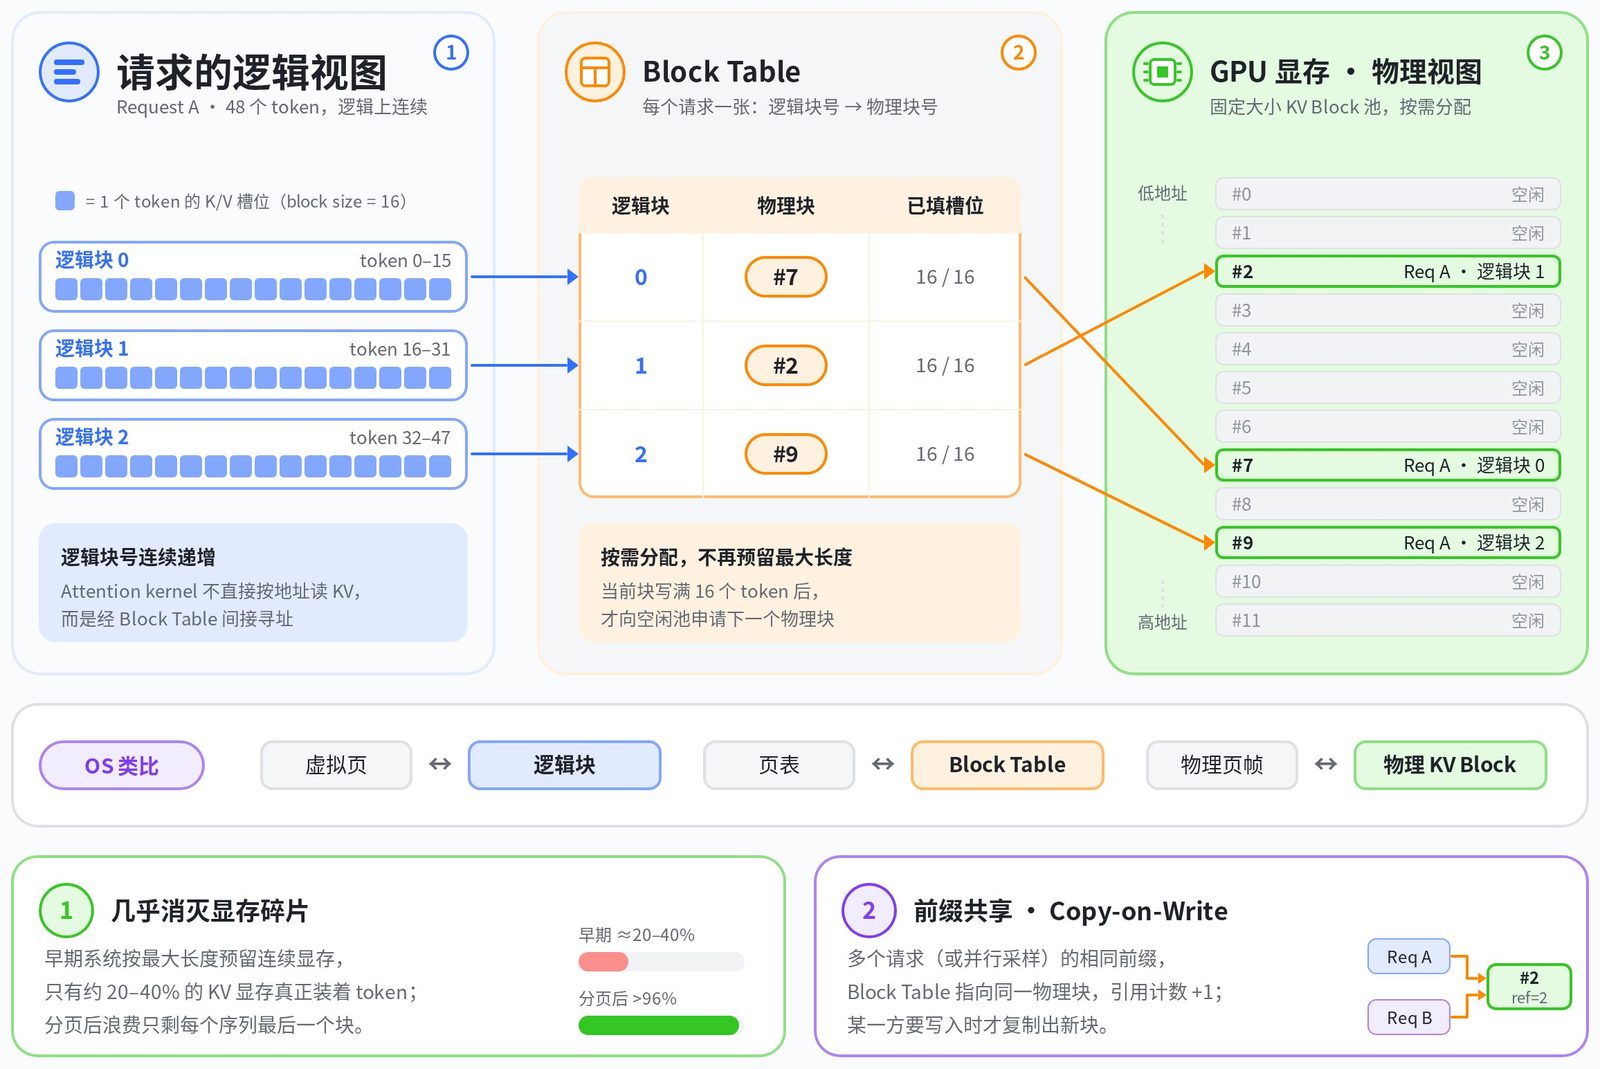 请求的逻辑视图
1
Request A · 48 个 token，逻辑上连续
= 1 个 token 的 K/V 槽位（block size = 16）
逻辑块 0
token 0–15
逻辑块 1
token 16–31
逻辑块 2
token 32–47
逻辑块号连续递增
Attention kernel 不直接按地址读 KV，
而是经 Block Table 间接寻址
Block Table
2
每个请求一张：逻辑块号 → 物理块号
逻辑块 物理块 已填槽位
0 #7 16 / 16
1 #2 16 / 16
2 #9 16 / 16
按需分配，不再预留最大长度
当前块写满 16 个 token 后，
才向空闲池申请下一个物理块
GPU 显存 · 物理视图
3
固定大小 KV Block 池，按需分配
低地址
#0 空闲
#1 空闲
#2 Req A · 逻辑块 1
#3 空闲
#4 空闲
#5 空闲
#6 空闲
#7 Req A · 逻辑块 0
#8 空闲
#9 Req A · 逻辑块 2
#10 空闲
#11 空闲
高地址
OS 类比
虚拟页 ↔ 逻辑块
页表 ↔ Block Table
物理页帧 ↔ 物理 KV Block
1
几乎消灭显存碎片
早期系统按最大长度预留连续显存，
只有约 20–40% 的 KV 显存真正装着 token；
分页后浪费只剩每个序列最后一个块。
早期 ≈20–40%
分页后 >96%
2
前缀共享 · Copy-on-Write
多个请求（或并行采样）的相同前缀，
Block Table 指向同一物理块，引用计数 +1；
某一方要写入时才复制出新块。
Req A
Req B
#2
ref=2